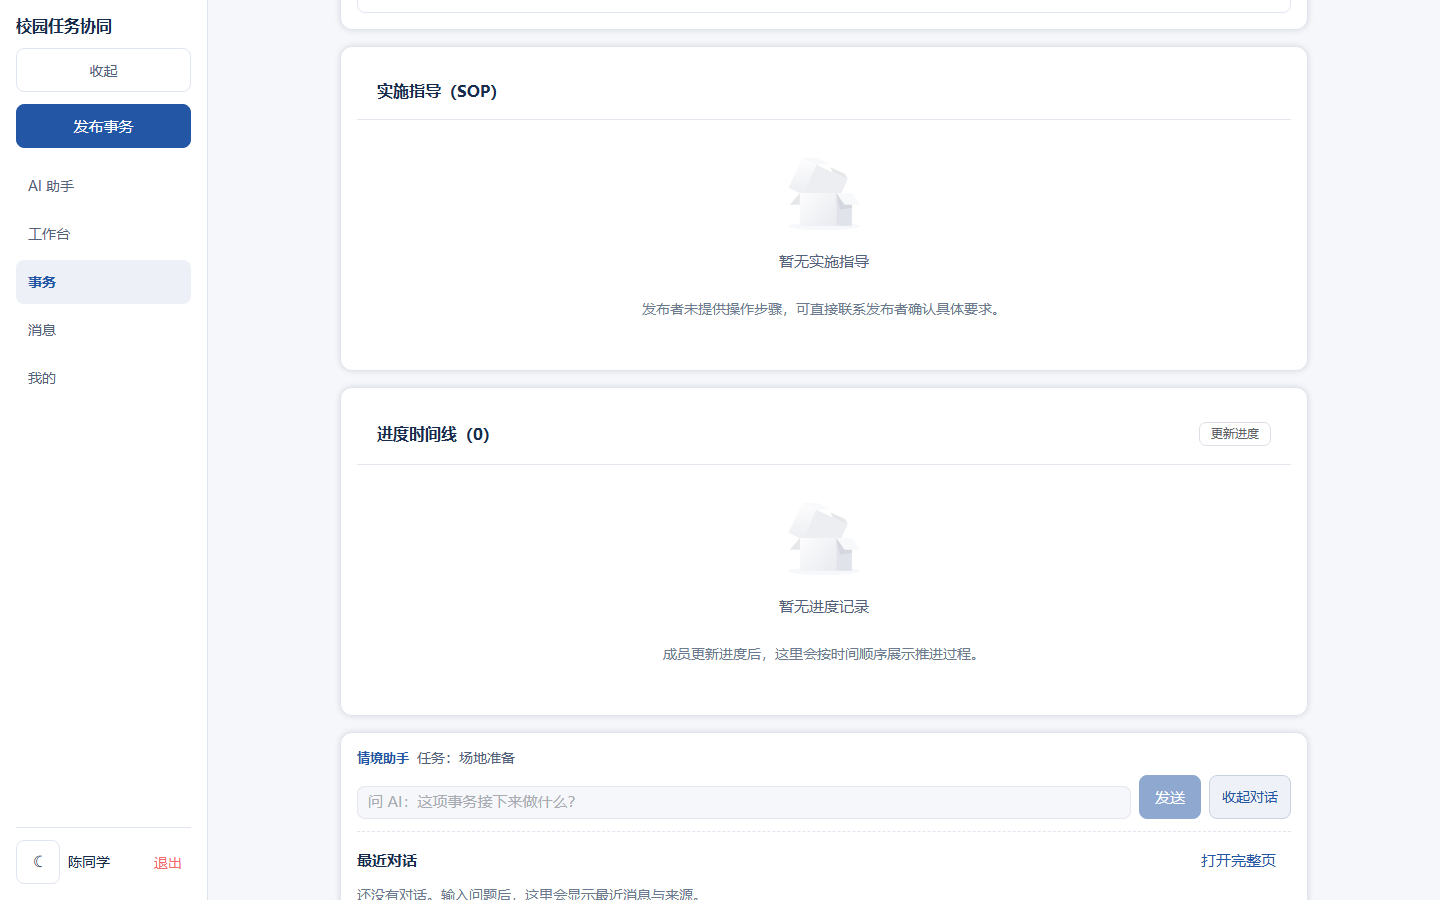 校园任务协同
收起
发布事务
AI 助手
工作台
事务
消息
我的
陈同学
退出
实施指导（SOP）
暂无实施指导
发布者未提供操作步骤，可直接联系发布者确认具体要求。
进度时间线（0）
更新进度
暂无进度记录
成员更新进度后，这里会按时间顺序展示推进过程。
情境助手 任务：场地准备
问 AI：这项事务接下来做什么？
发送
收起对话
最近对话
打开完整页
还没有对话。输入问题后，这里会显示最近消息与来源。